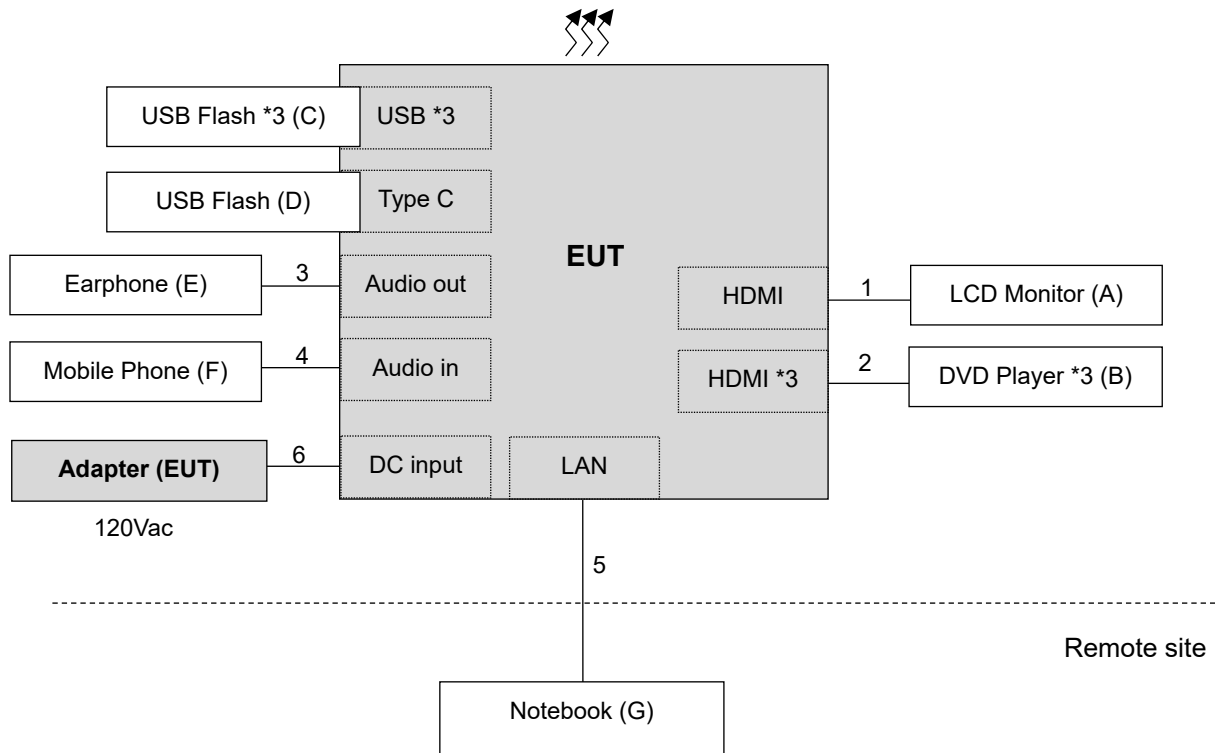 USB Flash *3 (C)
USB *3
USB Flash (D)
Type C
EUT
Earphone (E)
3
Audio out
HDMI
1
LCD Monitor (A)
Mobile Phone (F)
4
Audio in
HDMI *3
2
DVD Player *3 (B)
Adapter (EUT)
6
DC input
LAN
120Vac
5
Remote site
Notebook (G)